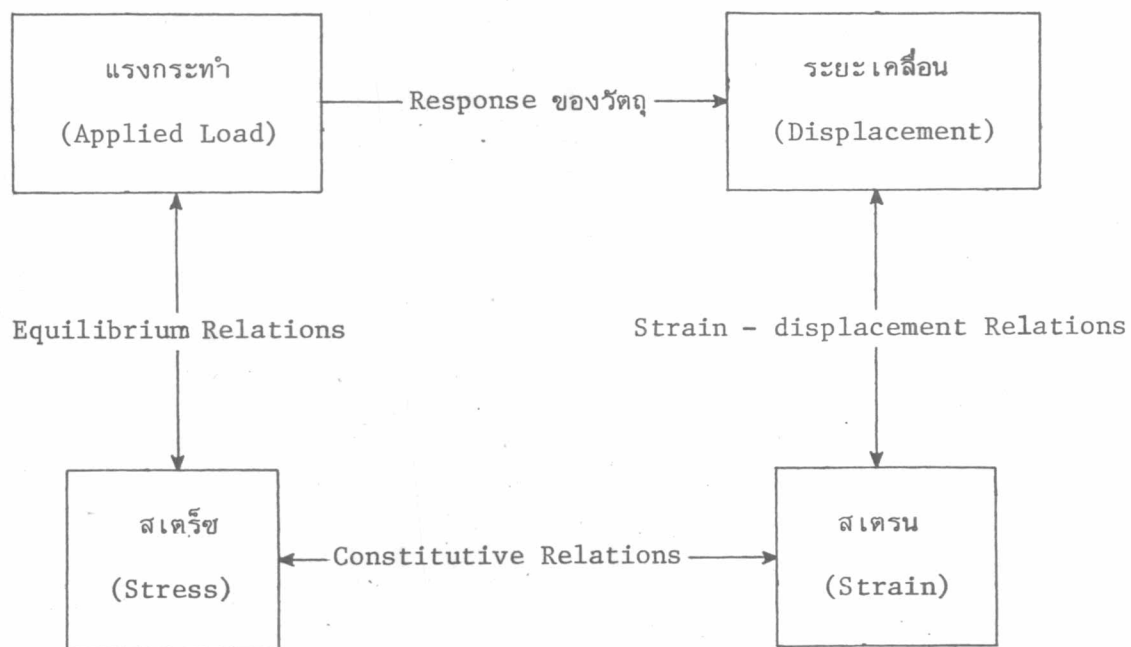 แรงกระทำ
(Applied Load)
Response ของวัตถุ
ระยะเคลื่อน
(Displacement)
Equilibrium Relations
Strain - displacement Relations
สเตร็ซ
(Stress)
Constitutive Relations
สเตรน
(Strain)